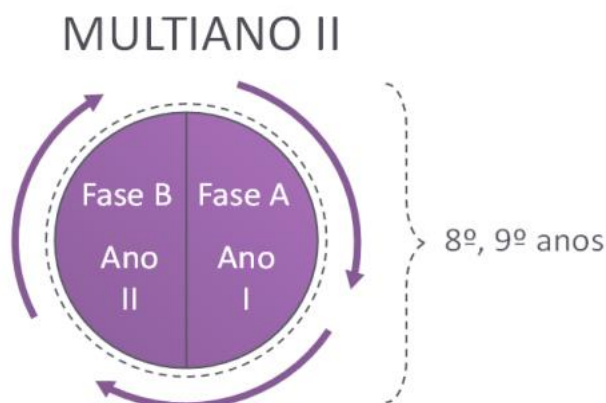 MULTIANO II
Fase B
Ano
II
Fase A
Ano
I
8º, 9º anos